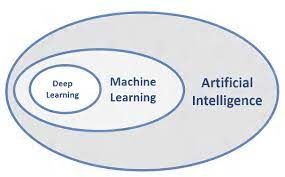 Deep
Learning
Machine
Learning
Artificial
Intelligence